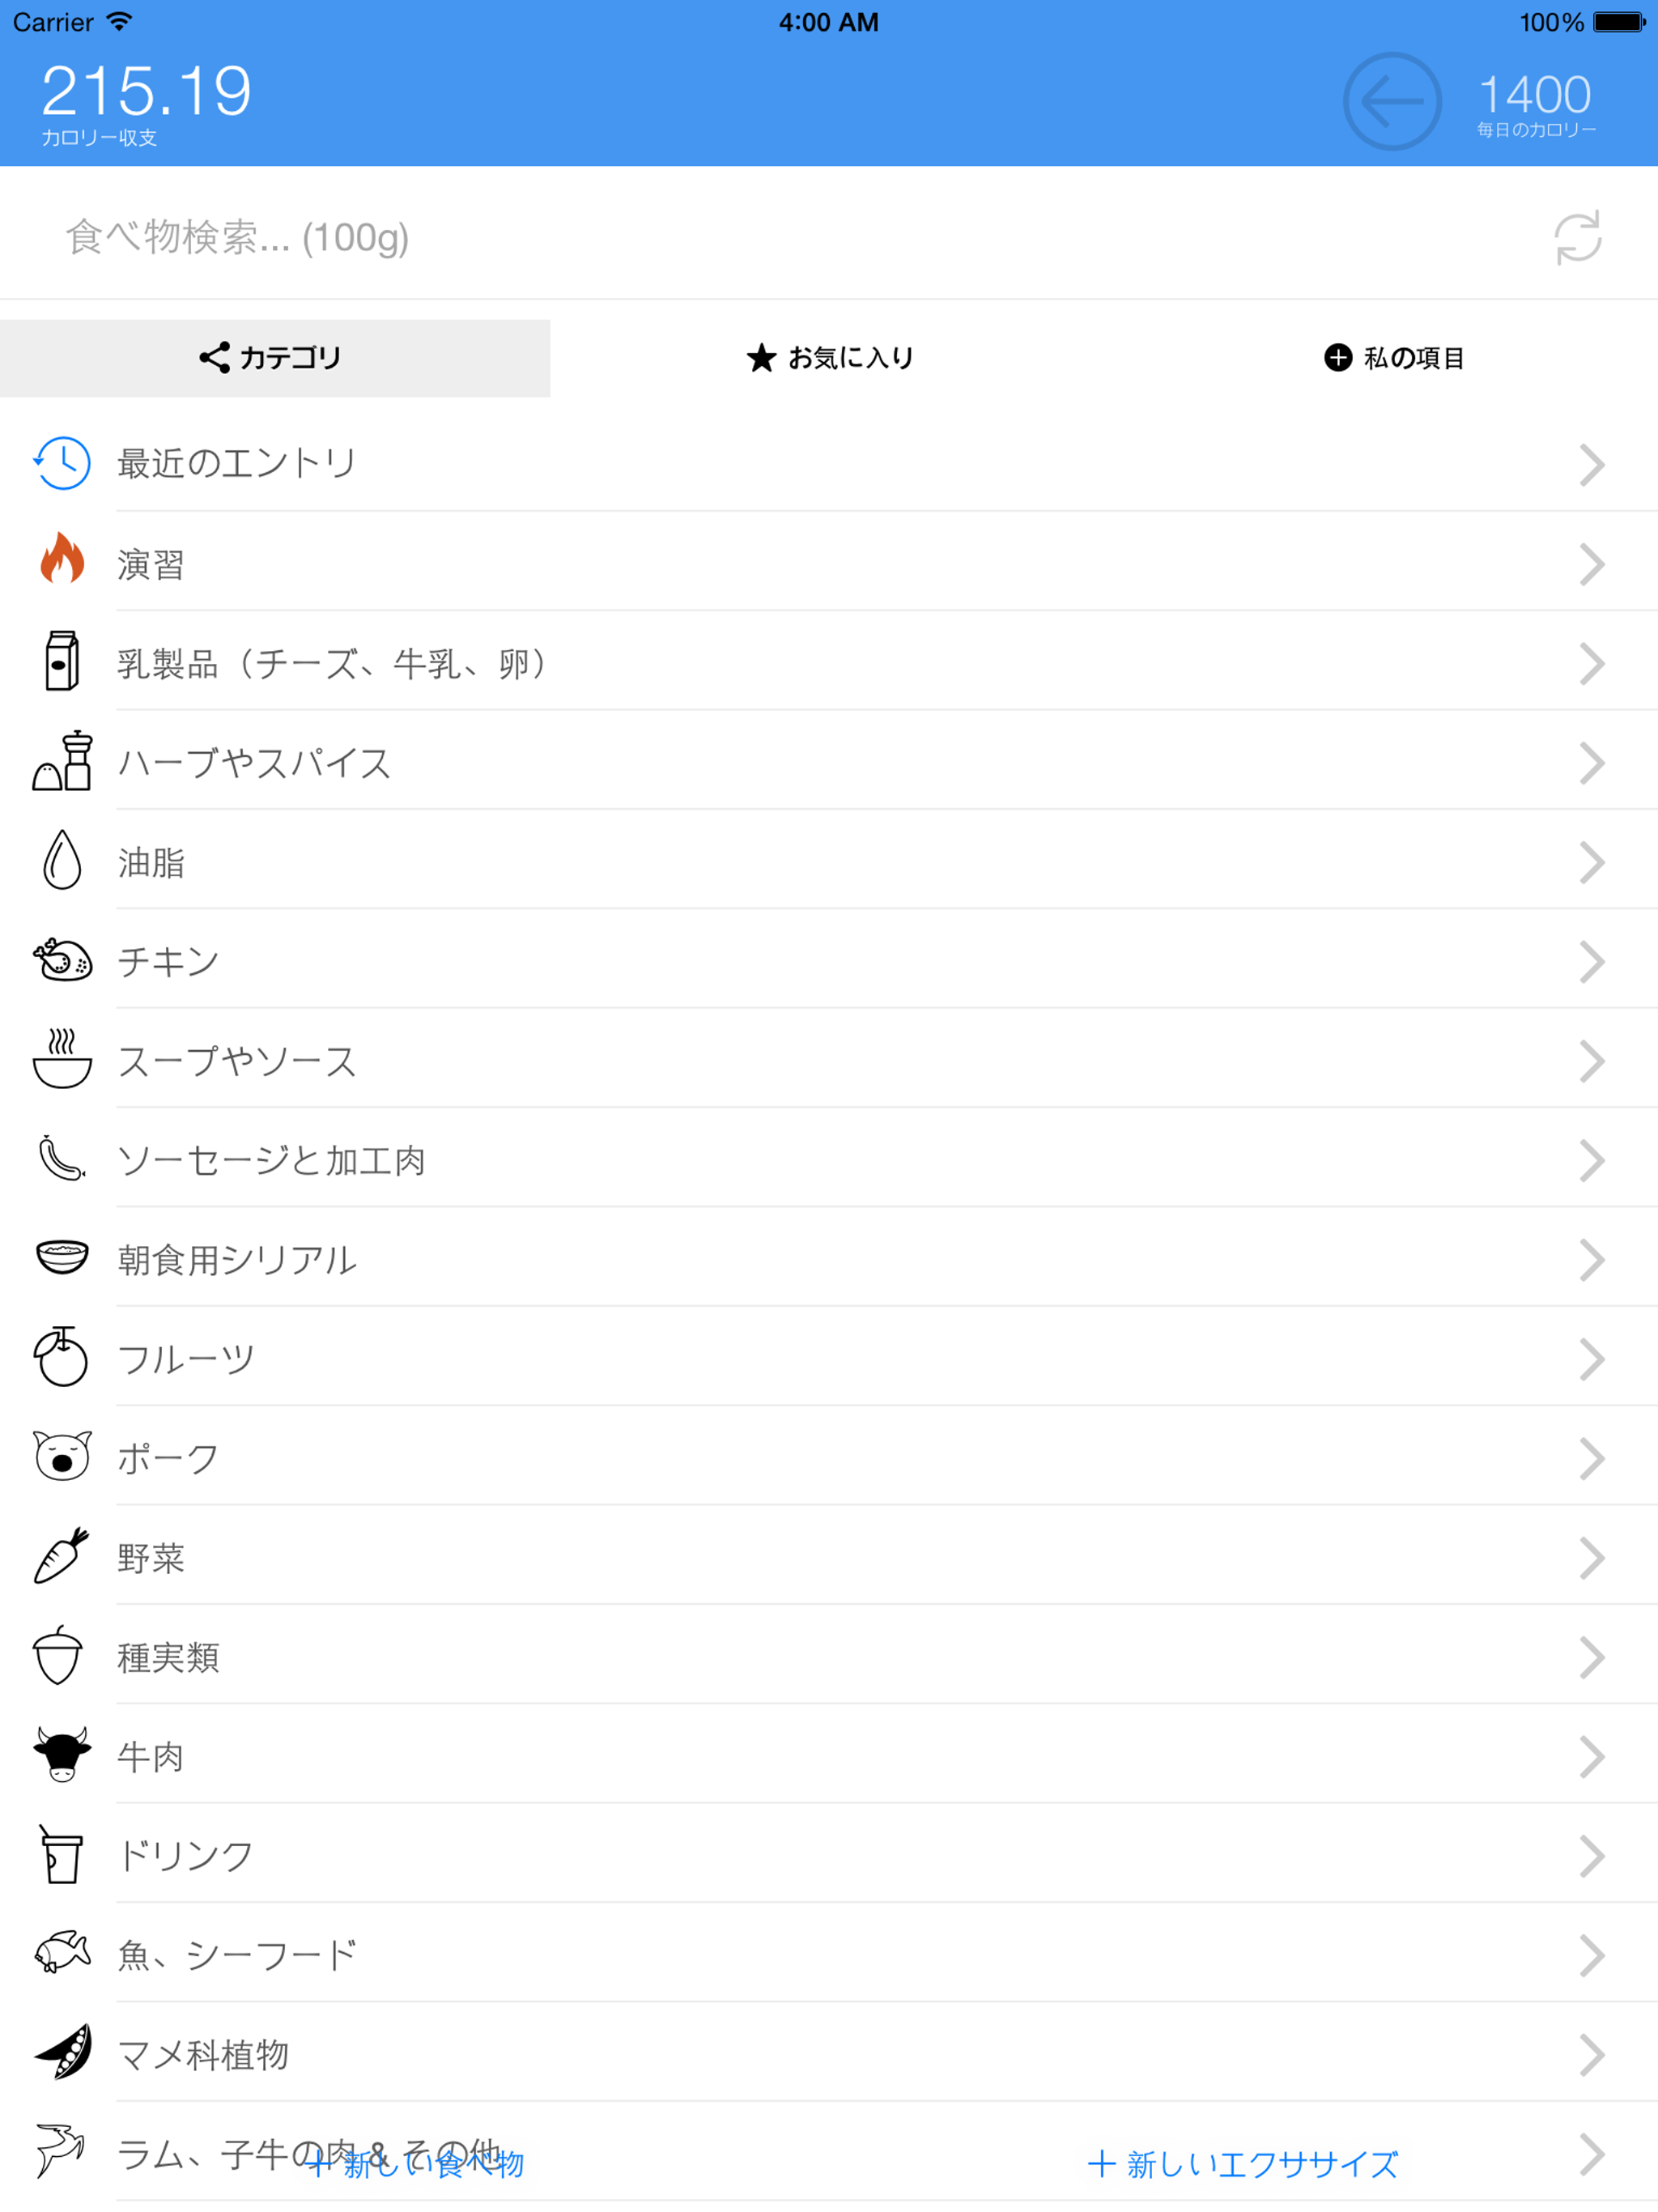 Carrier 4:00 AM 100%
215.19
カロリー収支
1400
毎日のカロリー
食べ物検索... (100g)
カテゴリ お気に入り 私の項目
最近のエントリ
演習
乳製品（チーズ、牛乳、卵）
ハーブやスパイス
油脂
チキン
スープやソース
ソーセージと加工肉
朝食用シリアル
フルーツ
ポーク
野菜
種実類
牛肉
ドリンク
魚、シーフード
マメ科植物
ラム、子牛の肉 & その他
+ 新しい食べ物 + 新しいエクササイズ